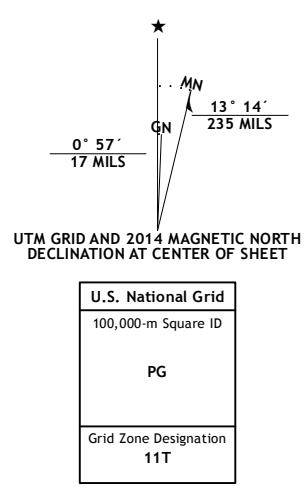 ★
MN
GN
13° 14´
235 MILS
0° 57´
17 MILS
UTM GRID AND 2014 MAGNETIC NORTH
DECLINATION AT CENTER OF SHEET
U.S. National Grid
100,000-m Square ID
PG
Grid Zone Designation
11T